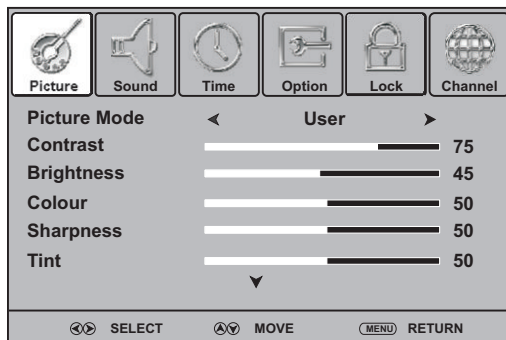 Picture Sound Time Option Lock Channel
Picture Mode User
Contrast 75
Brightness 45
Colour 50
Sharpness 50
Tint 50
SELECT MOVE MENU RETURN